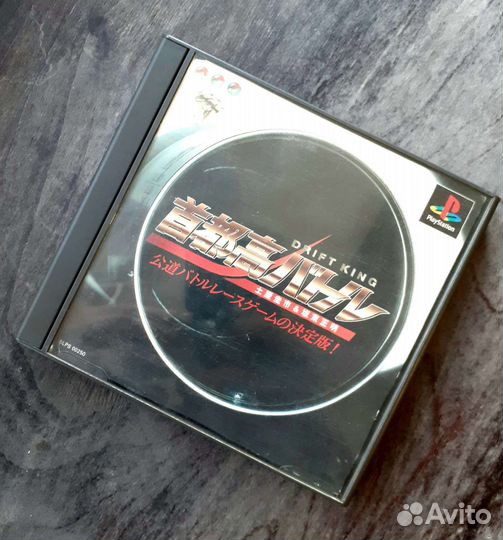 PlayStation
DRIFT KING
首都高バトル
土屋圭市&坂東正明
公道バトルレースゲームの決定版!
SLPS 00250
Avito